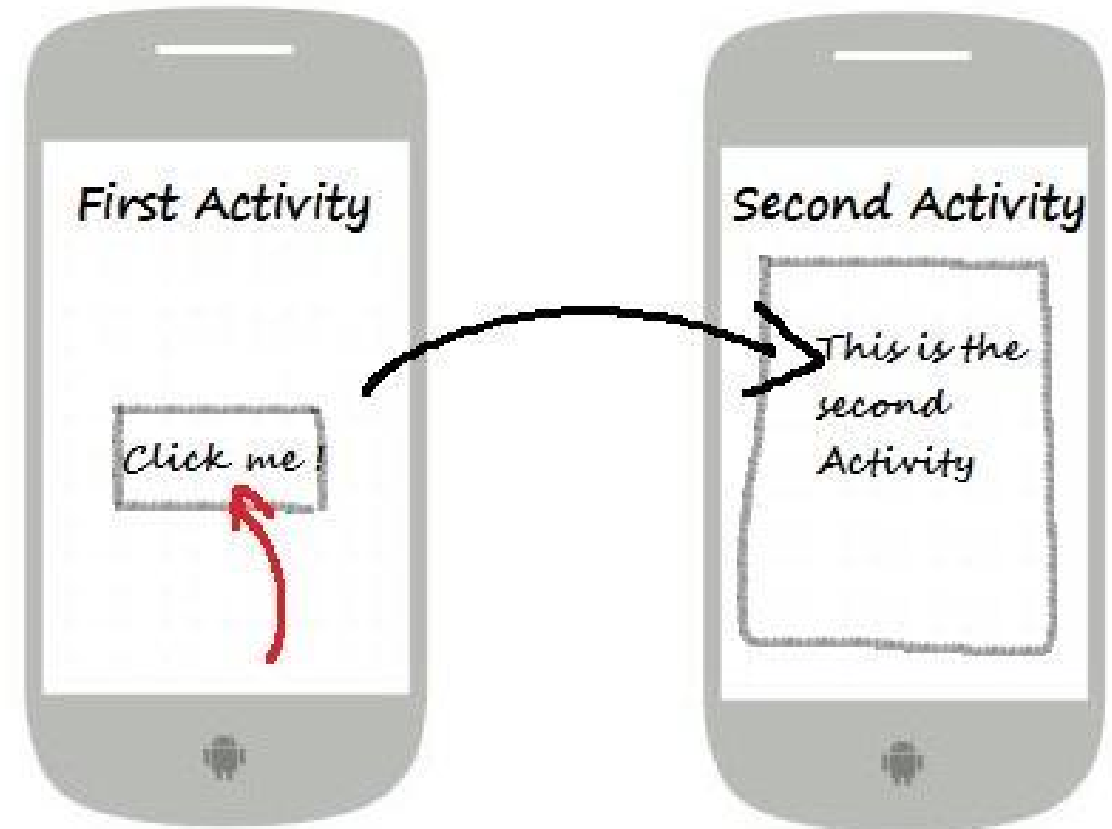 First Activity
Click me !
Second Activity
This is the
second
Activity